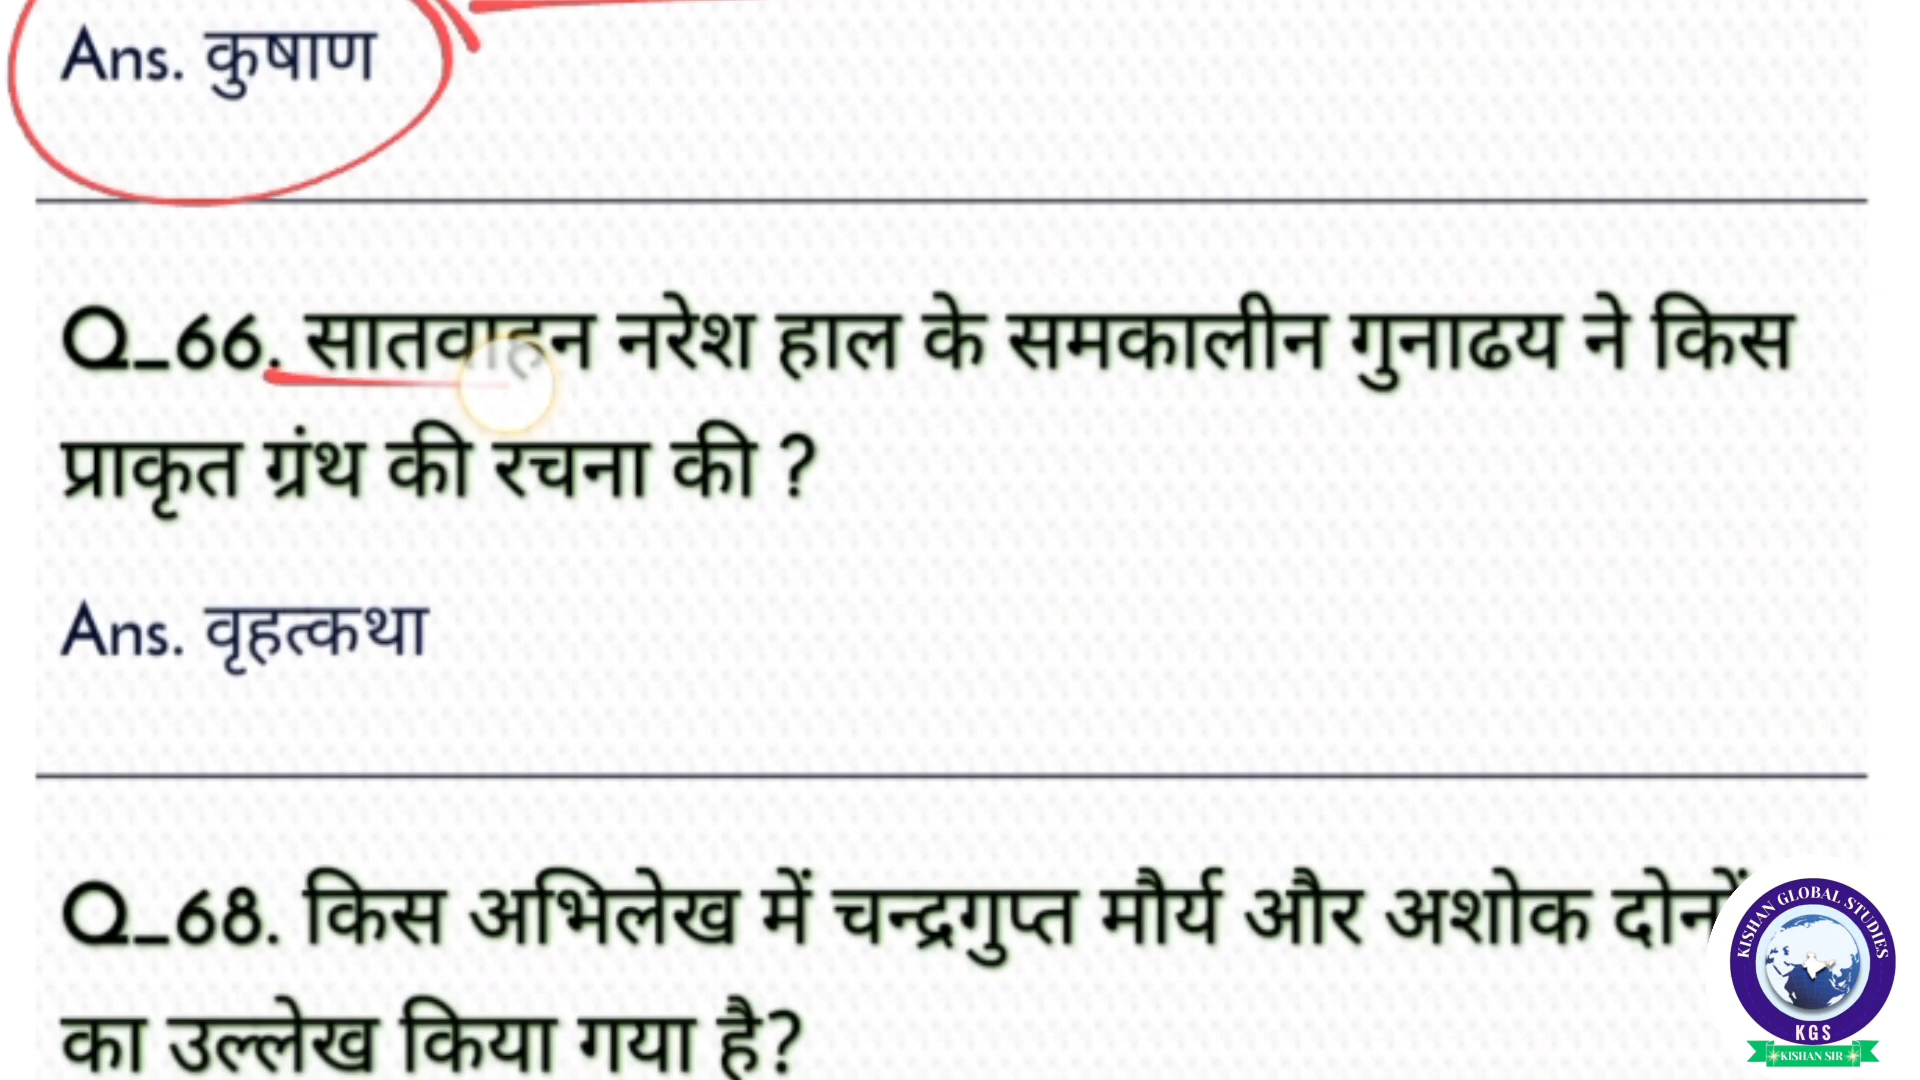 Ans. कुषाण
Q_66. सातवाहन नरेश हाल के समकालीन गुनाढय ने किस
प्राकृत ग्रंथ की रचना की ?
Ans. वृहत्कथा
Q_68. किस अभिलेख में चन्द्रगुप्त मौर्य और अशोक दोनों
का उल्लेख किया गया है?
KISHAN GLOBAL STUDIES
KGS
KISHAN SIR